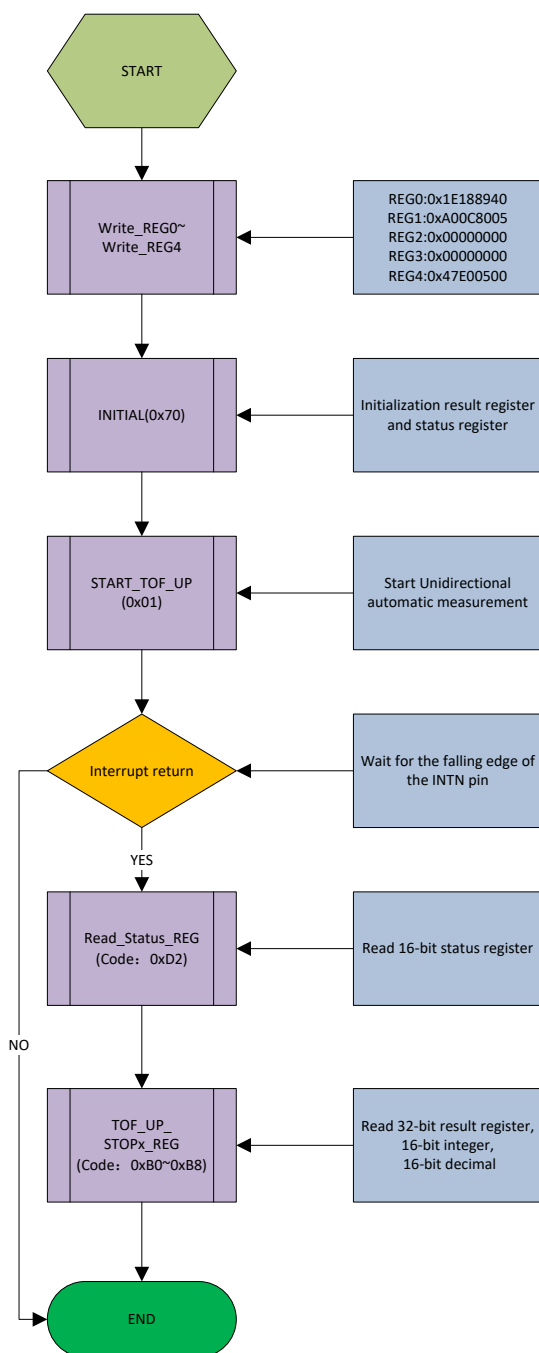 START
Write_REG0~
Write_REG4
REG0:0x1E188940
REG1:0xA00C8005
REG2:0x00000000
REG3:0x00000000
REG4:0x47E00500
INITIAL(0x70)
Initialization result register
and status register
START_TOF_UP
(0x01)
Start Unidirectional
automatic measurement
Interrupt return
Wait for the falling edge of
the INTN pin
YES
Read_Status_REG
(Code：0xD2)
Read 16-bit status register
NO
TOF_UP_
STOPx_REG
(Code：0xB0~0xB8)
Read 32-bit result register,
16-bit integer,
16-bit decimal
END